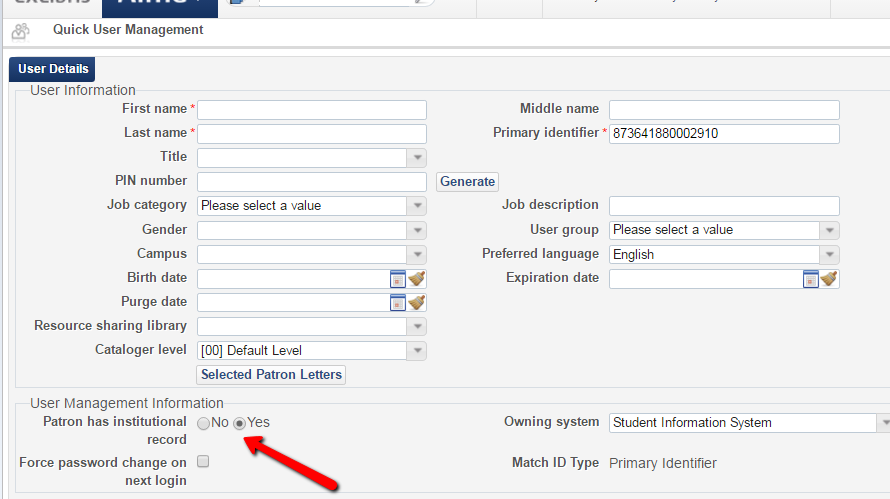 exLibris Alma
Quick User Management
User Details
User Information
First name *
Middle name
Last name *
Primary identifier * 873641880002910
Title
PIN number Generate
Job category Please select a value
Job description
Gender
User group Please select a value
Campus
Preferred language English
Birth date
Expiration date
Purge date
Resource sharing library
Cataloger level [00] Default Level
Selected Patron Letters
User Management Information
Patron has institutional
record
No Yes
Owning system Student Information System
Force password change on
next login
Match ID Type Primary Identifier